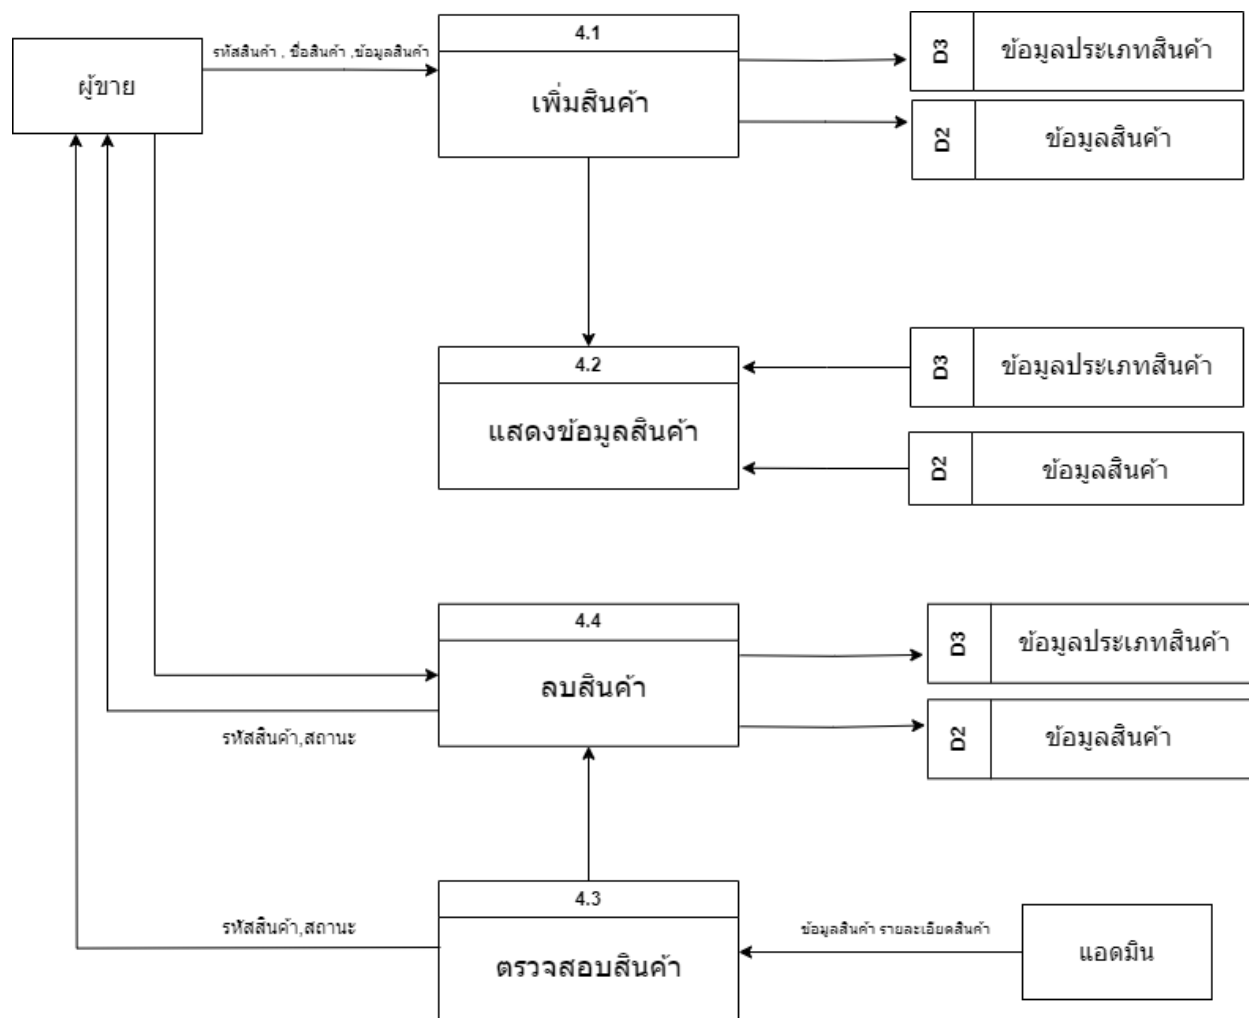 ผู้ขาย
รหัสสินค้า , ชื่อสินค้า ,ข้อมูลสินค้า
4.1
เพิ่มสินค้า
D3
ข้อมูลประเภทสินค้า
D2
ข้อมูลสินค้า
4.2
แสดงข้อมูลสินค้า
D3
ข้อมูลประเภทสินค้า
D2
ข้อมูลสินค้า
4.4
ลบสินค้า
D3
ข้อมูลประเภทสินค้า
D2
ข้อมูลสินค้า
รหัสสินค้า,สถานะ
4.3
ตรวจสอบสินค้า
รหัสสินค้า,สถานะ
ข้อมูลสินค้า รายละเอียดสินค้า
แอดมิน